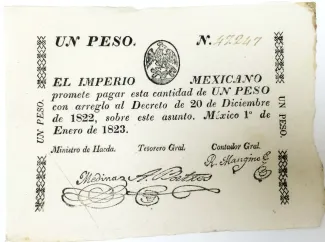 UN PESO. N. 42247
EL IMPERIO MEXICANO
promete pagar esta cantidad de UN PESO
con arreglo al Decreto de 20 de Diciembre
de 1822, sobre este asunto. México 1º de
Enero de 1823.
Ministro de Hacda. Tesorero Gral. Contador Gral.
Medina
UN PESO.
UN PESO